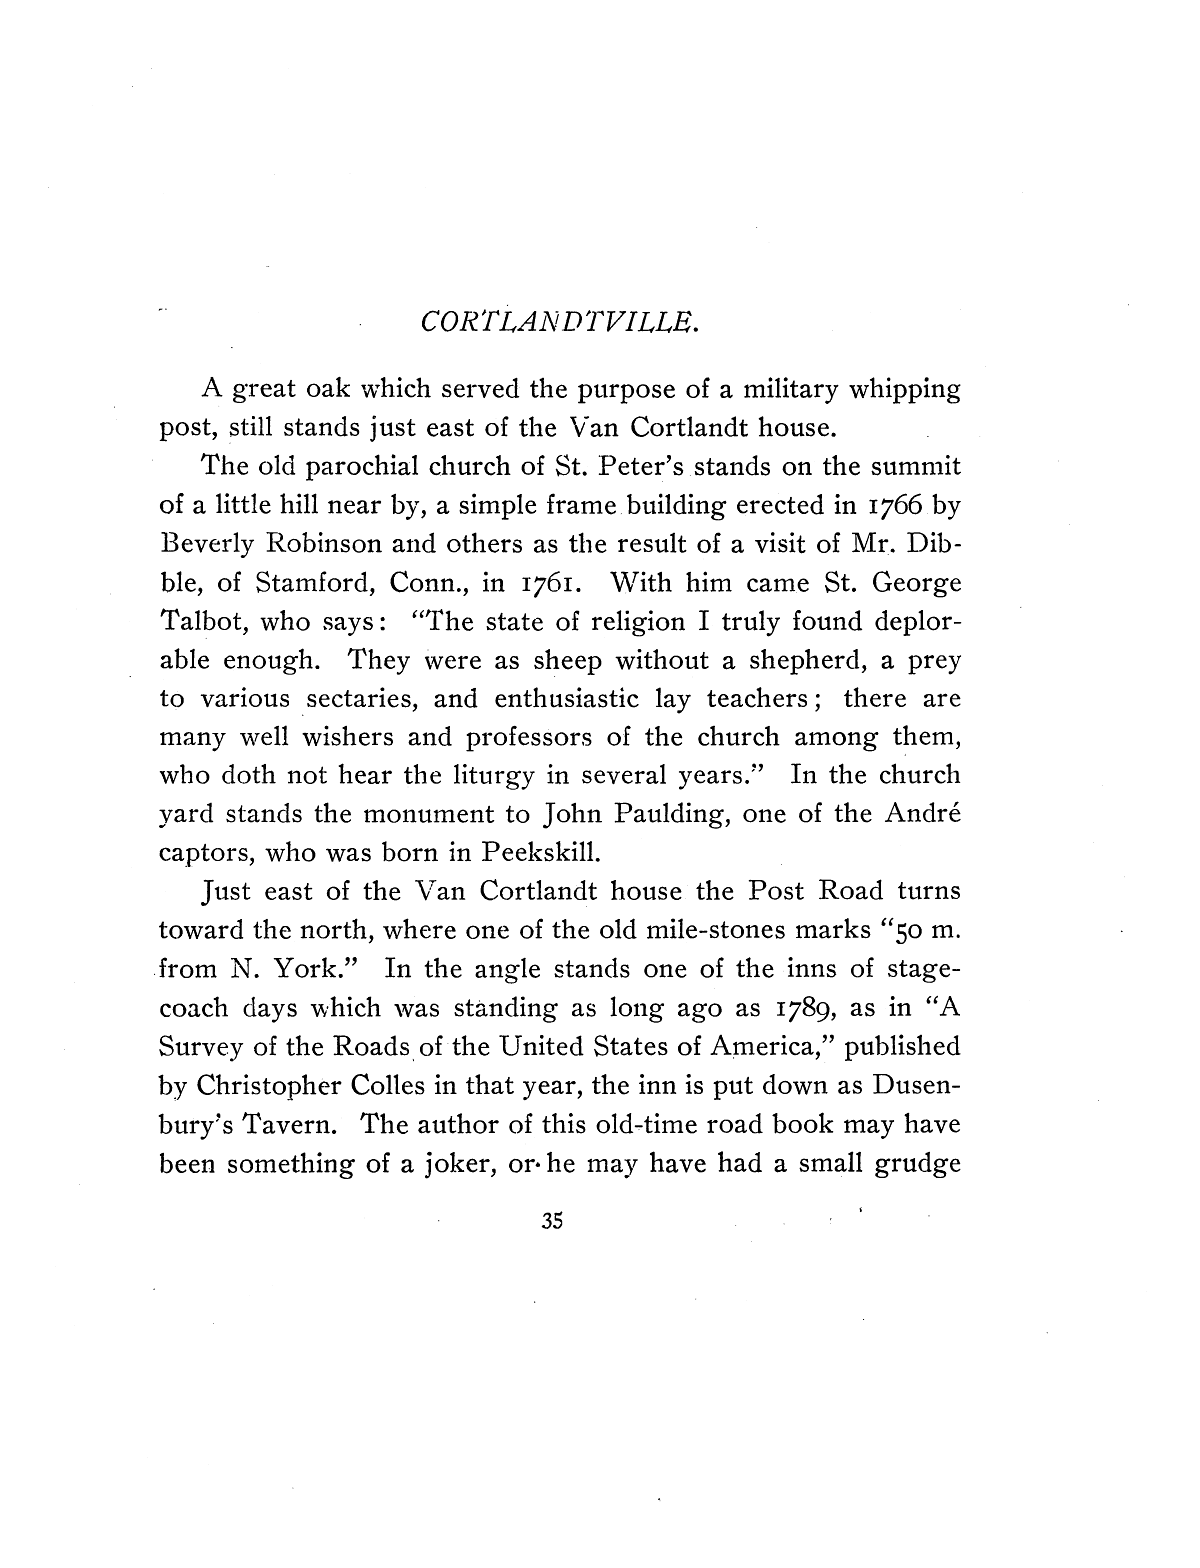 CORTLANDTVILLE.
A great oak which served the purpose of a military whipping
post, still stands just east of the Van Cortlandt house.
The old parochial church of St. Peter's stands on the summit
of a little hill near by, a simple frame building erected in 1766 by
Beverly Robinson and others as the result of a visit of Mr. Dib-
ble, of Stamford, Conn., in 1761. With him came St. George
Talbot, who says: "The state of religion I truly found deplor-
able enough. They were as sheep without a shepherd, a prey
to various sectaries, and enthusiastic lay teachers; there are
many well wishers and professors of the church among them,
who doth not hear the liturgy in several years." In the church
yard stands the monument to John Paulding, one of the André
captors, who was born in Peekskill.
Just east of the Van Cortlandt house the Post Road turns
toward the north, where one of the old mile-stones marks "50 m.
from N. York." In the angle stands one of the inns of stage-
coach days which was standing as long ago as 1789, as in "A
Survey of the Roads of the United States of America," published
by Christopher Colles in that year, the inn is put down as Dusen-
bury's Tavern. The author of this old-time road book may have
been something of a joker, or he may have had a small grudge
35